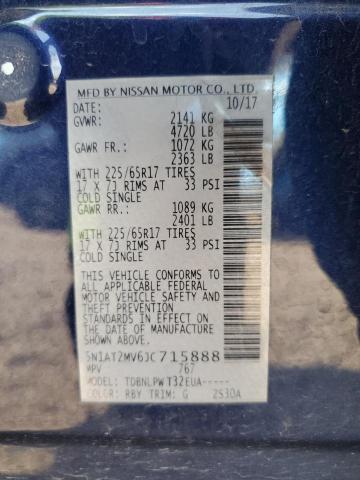 MFD BY NISSAN MOTOR CO., LTD.
DATE: 10/17
GVWR: 2141 KG
4720 LB
GAWR FR: 1072 KG
2363 LB
WITH 225/65R17 TIRES
17 X 7J RIMS AT 33 PSI
COLD SINGLE
GAWR RR: 1089 KG
2401 LB
WITH 225/65R17 TIRES
17 X 7J RIMS AT 33 PSI
COLD SINGLE
THIS VEHICLE CONFORMS TO
ALL APPLICABLE FEDERAL
MOTOR VEHICLE SAFETY
AND THEFT PREVENTION
STANDARDS IN EFFECT ON
THE DATE OF MANUFACTURE
SHOWN ABOVE.
5N1AT2MV6JC715888
MPV 767
MODEL: TDBNLPW T32EUA-----
COLOR: RBY TRIM: G 2S30A